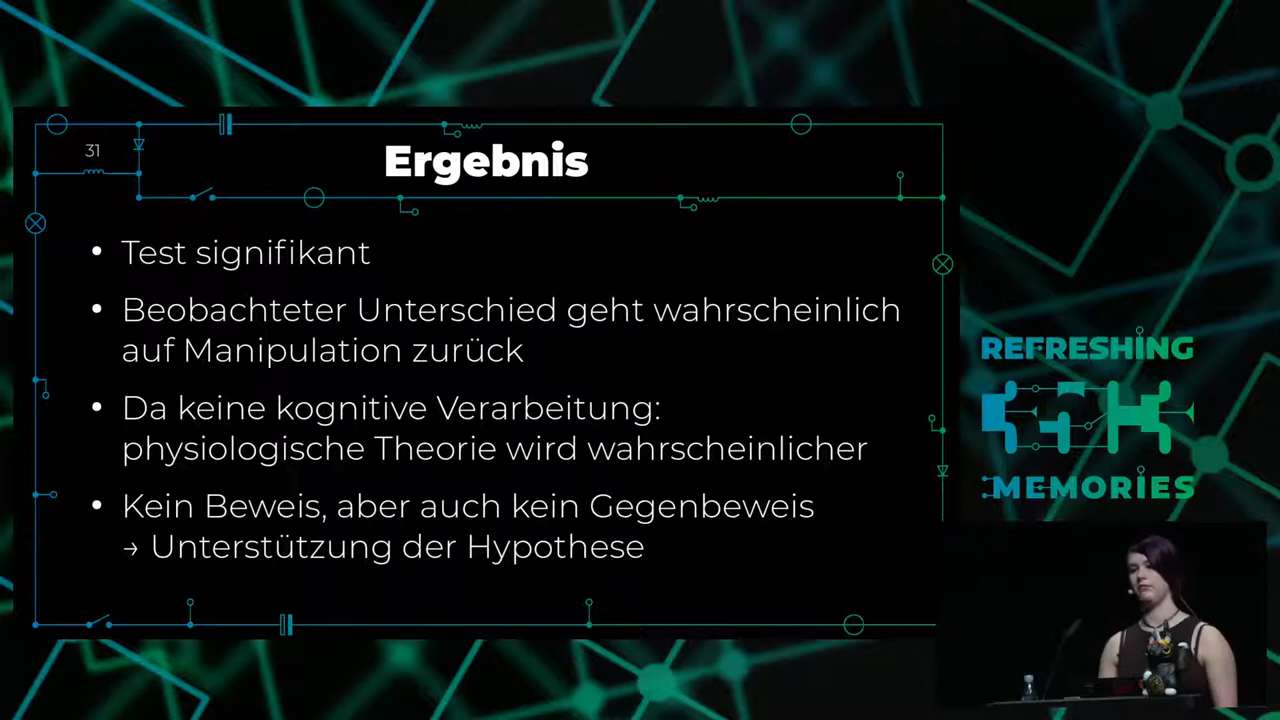 31
Ergebnis
• Test signifikant
• Beobachteter Unterschied geht wahrscheinlich
auf Manipulation zurück
• Da keine kognitive Verarbeitung:
physiologische Theorie wird wahrscheinlicher
• Kein Beweis, aber auch kein Gegenbeweis
→ Unterstützung der Hypothese
REFRESHING
MEMORIES